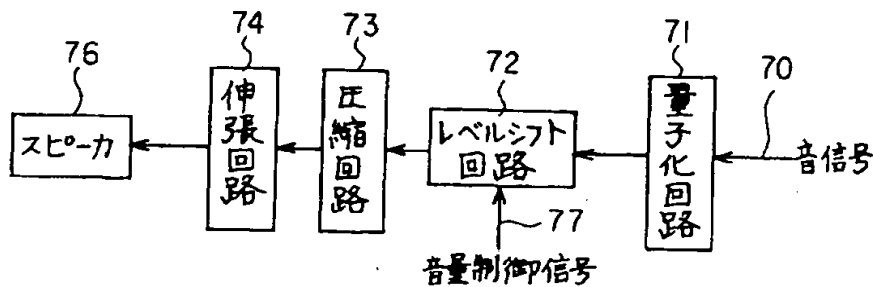 76
スピーカ
74
伸張回路
73
圧縮回路
72
レベルシフト
回路
71
量子化回路
70
音信号
77
音量制御信号